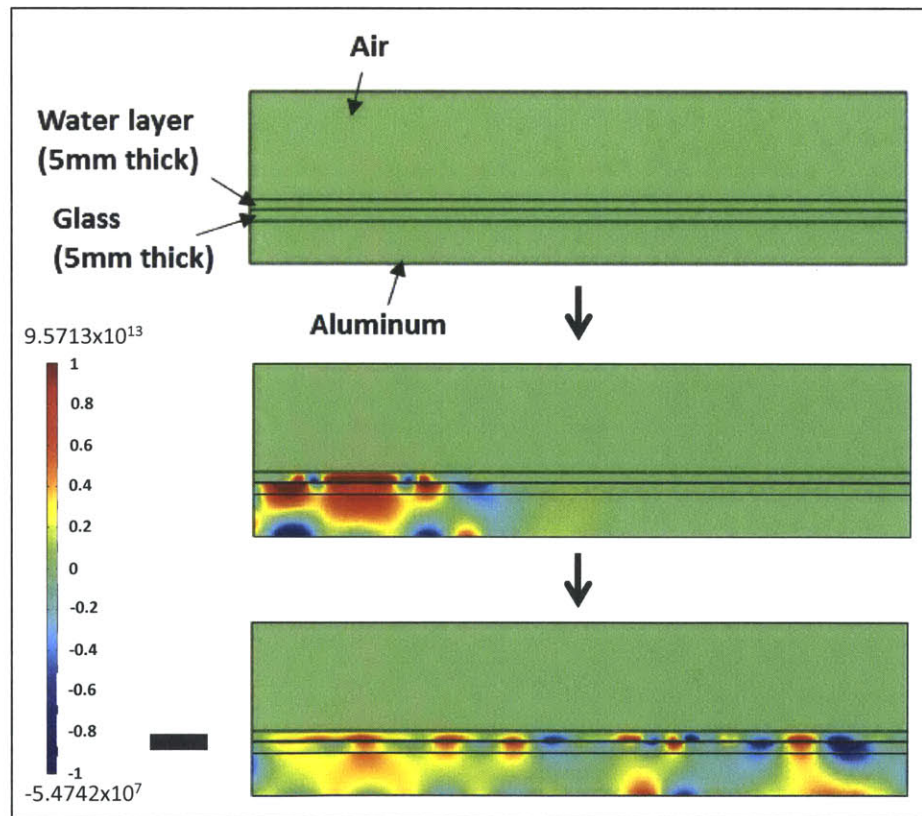 Air
Water layer
(5mm thick)
Glass
(5mm thick)
Aluminum
9.5713x10¹³
1
0.8
0.6
0.4
0.2
0
-0.2
-0.4
-0.6
-0.8
-1
-5.4742x10⁷